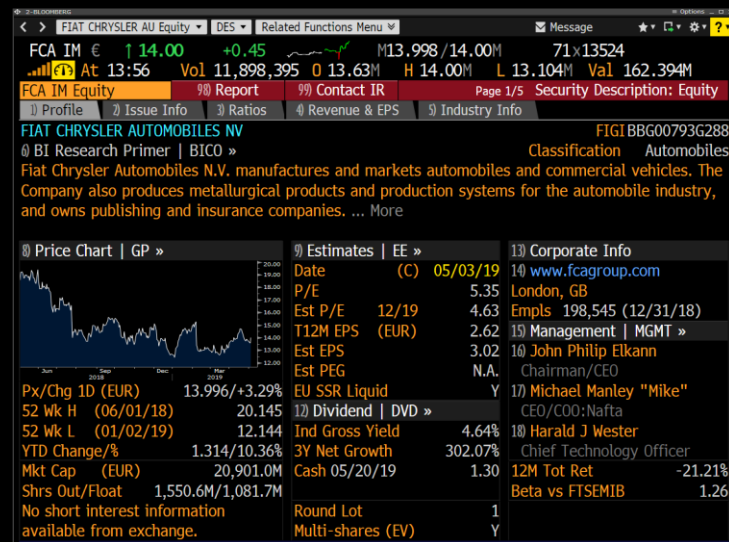 2-BLOOMBERG
Options
< > FIAT CHRYSLER AU Equity DES Related Functions Menu Message ?
FCA IM € ↑ 14.00 +0.45 M13.998/14.00M 71x13524
At 13:56 Vol 11,898,395 O 13.63M H 14.00M L 13.104M Val 162.394M
FCA IM Equity 98) Report 99) Contact IR Page 1/5 Security Description: Equity
1) Profile 2) Issue Info 3) Ratios 4) Revenue & EPS 5) Industry Info
FIAT CHRYSLER AUTOMOBILES NV FIGI BBG00793G288
6) BI Research Primer | BICO » Classification Automobiles
Fiat Chrysler Automobiles N.V. manufactures and markets automobiles and commercial vehicles. The
Company also produces metallurgical products and production systems for the automobile industry,
and owns publishing and insurance companies. ... More
8) Price Chart | GP »
20.00
19.00
18.00
17.00
16.00
15.00
14.00
13.00
12.00
Jun Sep Dec Mar
2018 2019
Px/Chg 1D (EUR) 13.996/+3.29%
52 Wk H (06/01/18) 20.145
52 Wk L (01/02/19) 12.144
YTD Change/% 1.314/10.36%
Mkt Cap (EUR) 20,901.0M
Shrs Out/Float 1,550.6M/1,081.7M
No short interest information
available from exchange.
9) Estimates | EE »
Date (C) 05/03/19
P/E 5.35
Est P/E 12/19 4.63
T12M EPS (EUR) 2.62
Est EPS 3.02
Est PEG N.A.
EU SSR Liquid Y
12) Dividend | DVD »
Ind Gross Yield 4.64%
3Y Net Growth 302.07%
Cash 05/20/19 1.30
Round Lot 1
Multi-shares (EV) Y
13) Corporate Info
14) www.fcagroup.com
London, GB
Empls 198,545 (12/31/18)
15) Management | MGMT »
16) John Philip Elkann
Chairman/CEO
17) Michael Manley "Mike"
CEO/COO:Nafta
18) Harald J Wester
Chief Technology Officer
12M Tot Ret -21.21%
Beta vs FTSEMIB 1.26